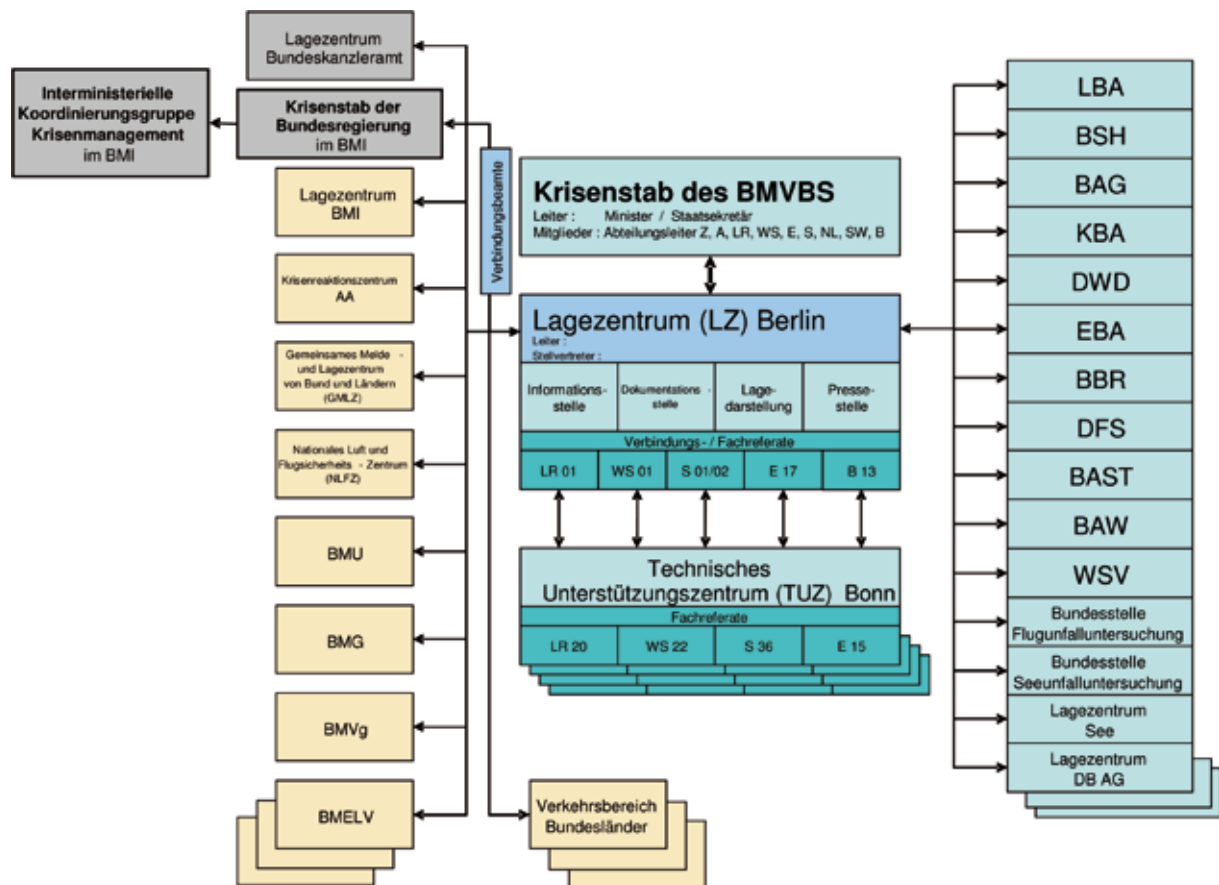 Lagezentrum
Bundeskanzleramt
Interministerielle
Koordinierungsgruppe
Krisenmanagement
im BMI
Krisenstab der
Bundesregierung
im BMI
Lagezentrum
BMI
Krisenreaktionszentrum
AA
Gemeinsames Melde -
und Lagezentrum
von Bund und Ländern
(GMLZ)
Nationales Luft und
Flugsicherheits - Zentrum
(NLFZ)
BMU
BMG
BMVg
BMELV
Verbindungsbeamte
Krisenstab des BMVBS
Leiter : Minister / Staatsekretär
Mitglieder : Abteilungsleiter Z, A, LR, WS, E, S, NL, SW, B
Lagezentrum (LZ) Berlin
Leiter :
Stellvertreter :
Informations-
stelle
Dokumentations -
stelle
Lage-
darstellung
Presse-
stelle
Verbindungs- / Fachreferate
LR 01
WS 01
S 01/02
E 17
B 13
Technisches
Unterstützungszentrum (TUZ) Bonn
Fachreferate
LR 20
WS 22
S 36
E 15
Verkehrsbereich
Bundesländer
LBA
BSH
BAG
KBA
DWD
EBA
BBR
DFS
BAST
BAW
WSV
Bundesstelle
Flugunfalluntersuchung
Bundesstelle
Seeunfalluntersuchung
Lagezentrum
See
Lagezentrum
DB AG